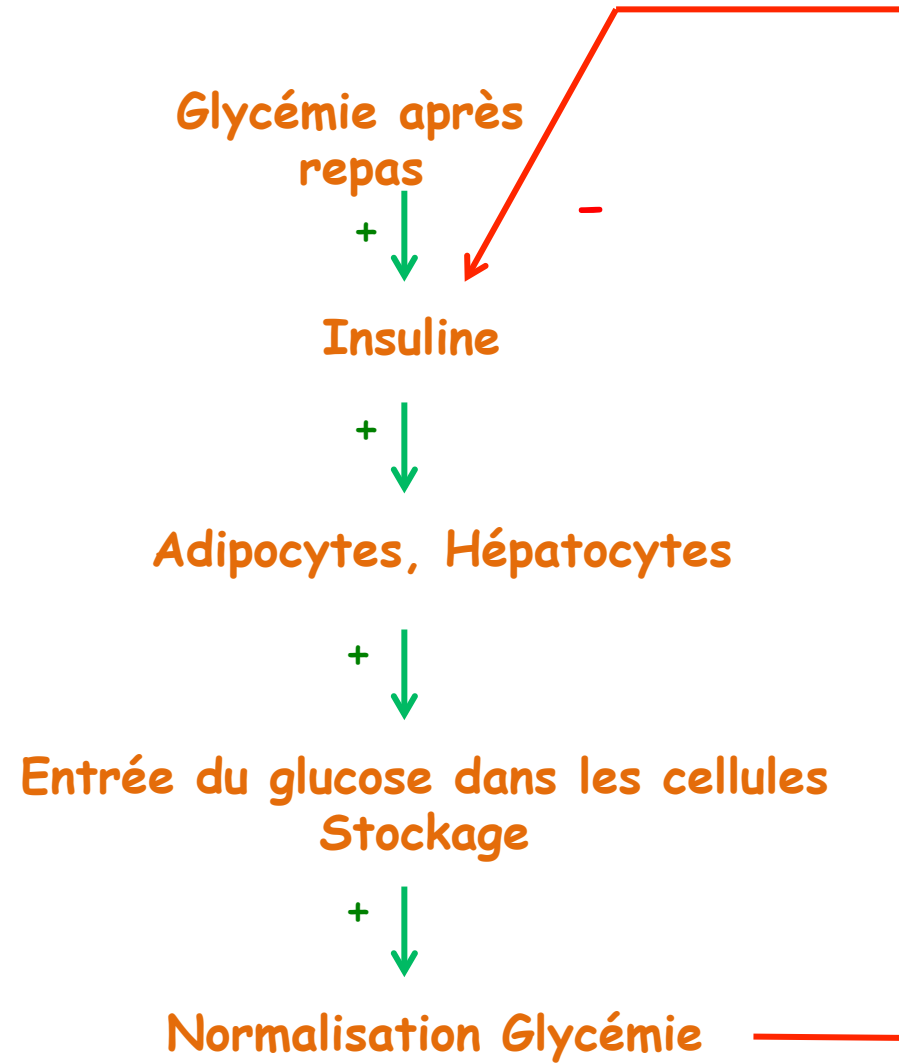 Glycémie après
repas
+
-
Insuline
+
Adipocytes, Hépatocytes
+
Entrée du glucose dans les cellules
Stockage
+
Normalisation Glycémie